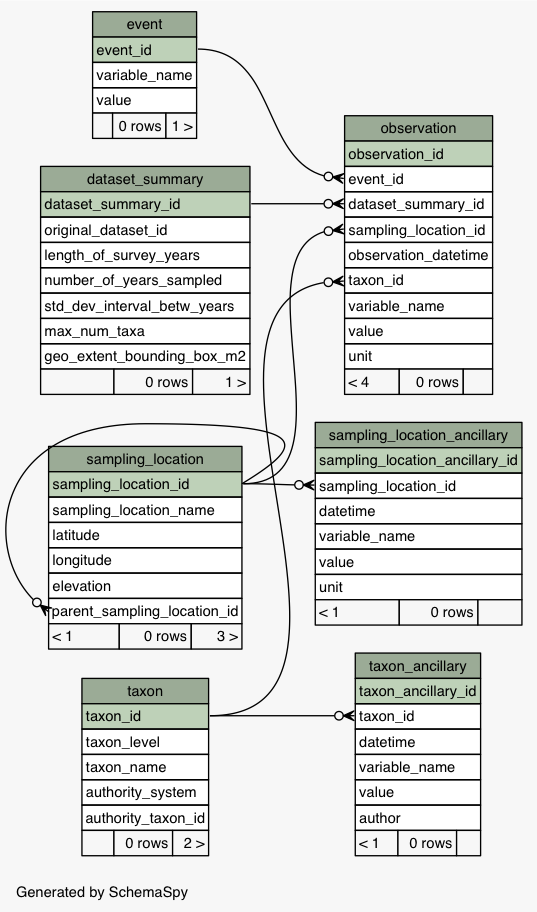 event
event_id
variable_name
value
0 rows 1 >
observation
observation_id
event_id
dataset_summary_id
sampling_location_id
observation_datetime
taxon_id
variable_name
value
unit
< 4 0 rows
dataset_summary
dataset_summary_id
original_dataset_id
length_of_survey_years
number_of_years_sampled
std_dev_interval_betw_years
max_num_taxa
geo_extent_bounding_box_m2
0 rows 1 >
sampling_location_ancillary
sampling_location_ancillary_id
sampling_location_id
datetime
variable_name
value
unit
< 1 0 rows
sampling_location
sampling_location_id
sampling_location_name
latitude
longitude
elevation
parent_sampling_location_id
< 1 0 rows 3 >
taxon_ancillary
taxon_ancillary_id
taxon_id
datetime
variable_name
value
author
< 1 0 rows
taxon
taxon_id
taxon_level
taxon_name
authority_system
authority_taxon_id
0 rows 2 >
Generated by SchemaSpy